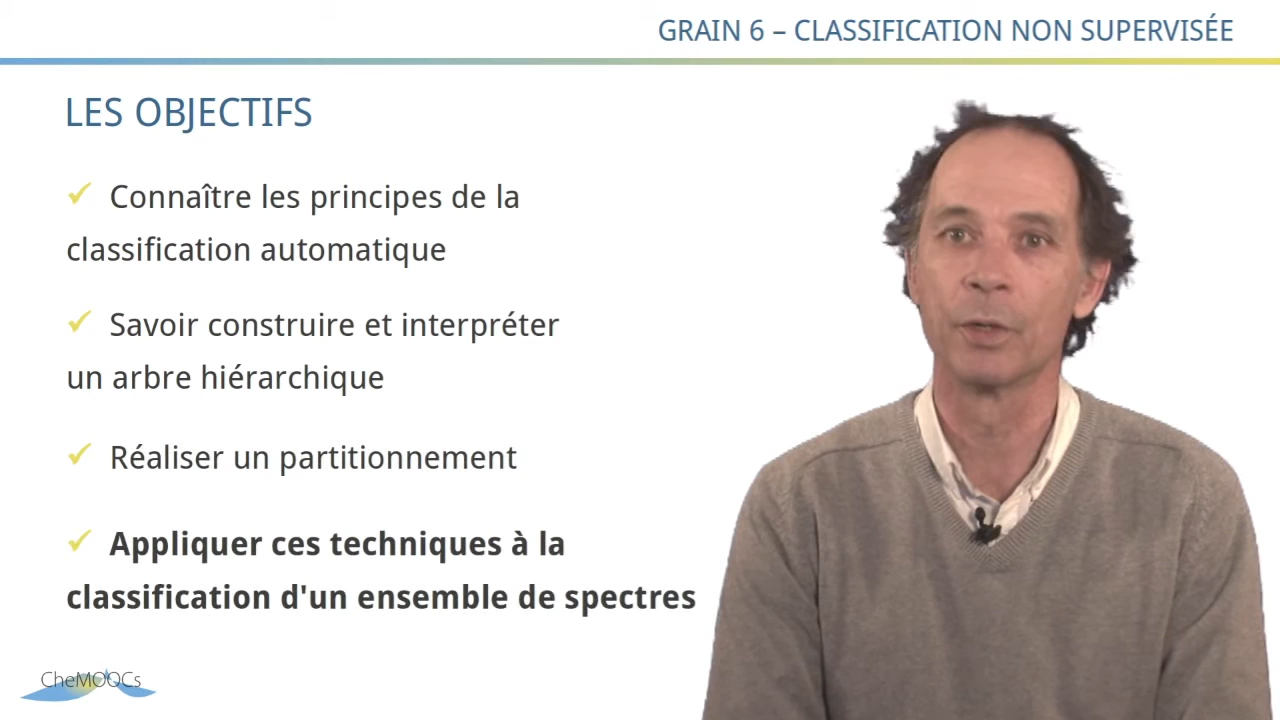 GRAIN 6 – CLASSIFICATION NON SUPERVISÉE
LES OBJECTIFS
✓ Connaître les principes de la
classification automatique
✓ Savoir construire et interpréter
un arbre hiérarchique
✓ Réaliser un partitionnement
✓ Appliquer ces techniques à la
classification d'un ensemble de spectres
CheMOOCs